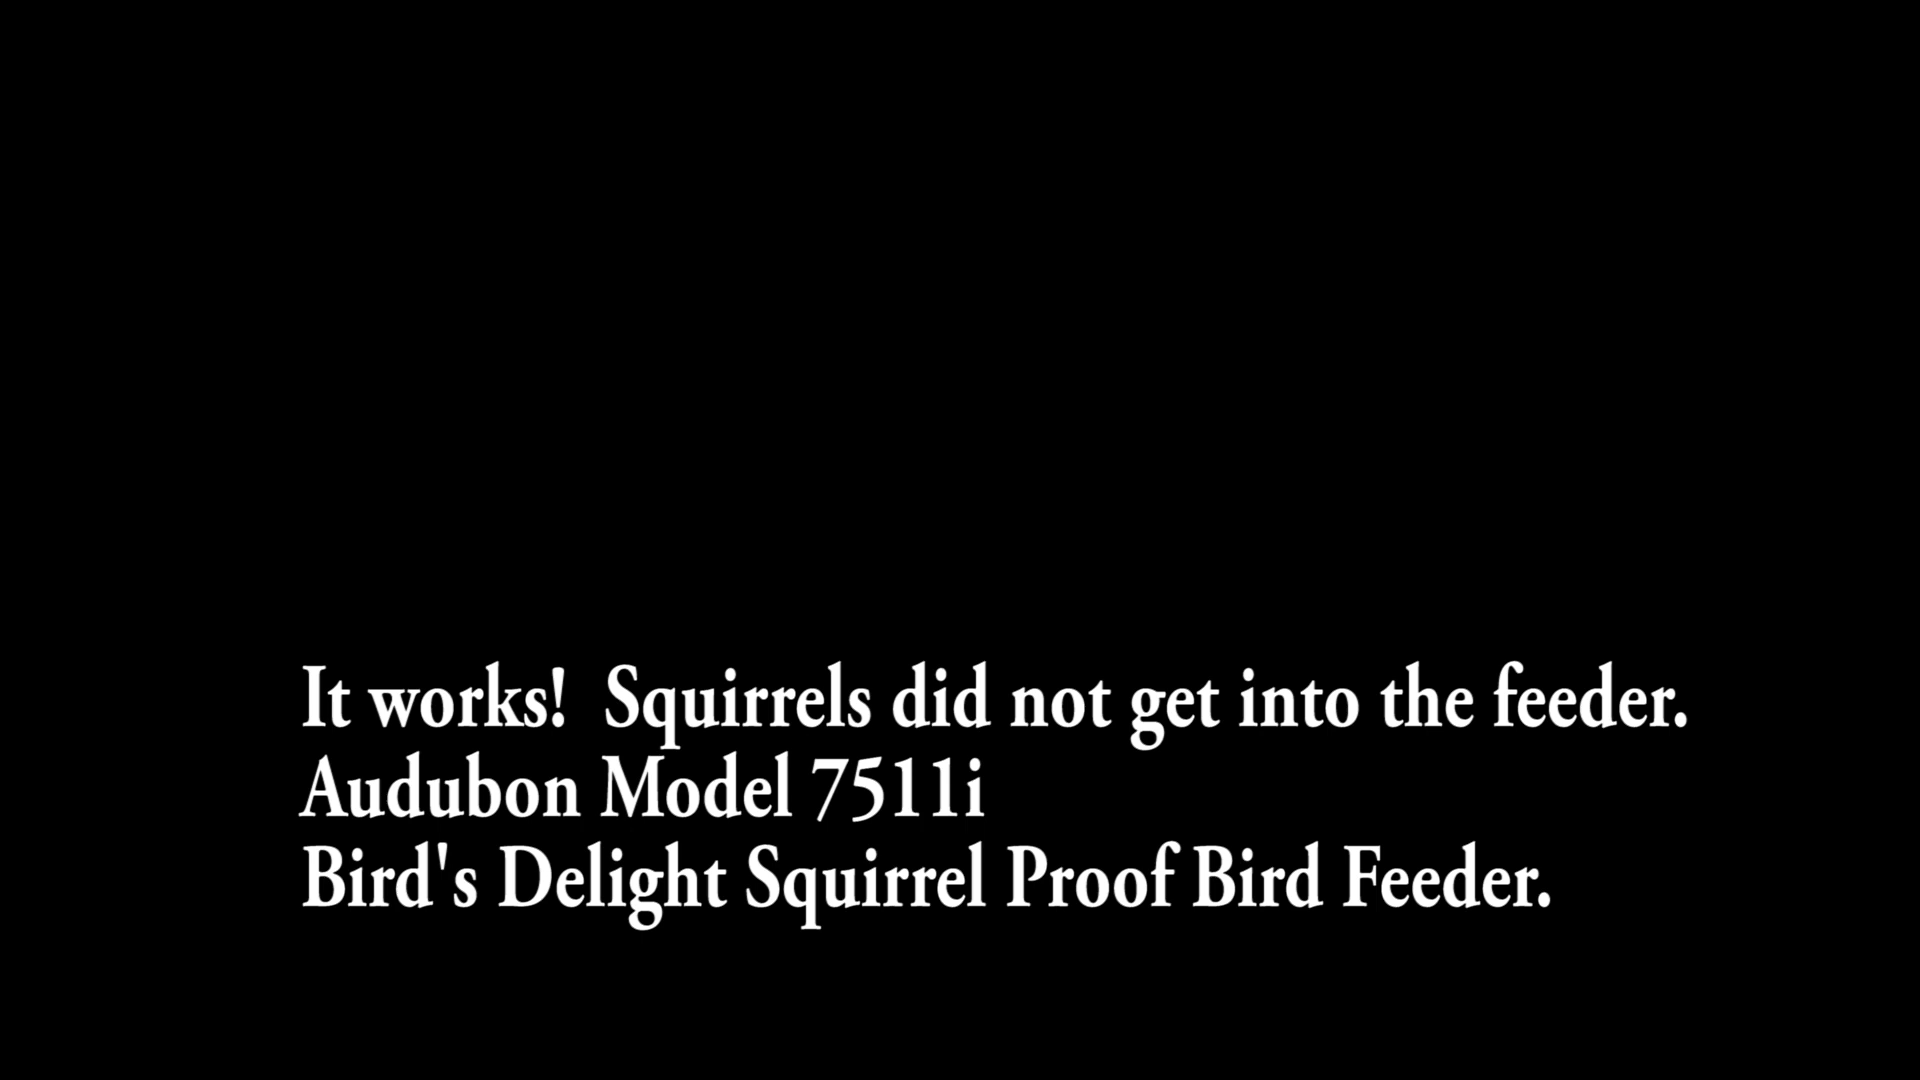 It works!  Squirrels did not get into the feeder.
Audubon Model 7511i
Bird's Delight Squirrel Proof Bird Feeder.